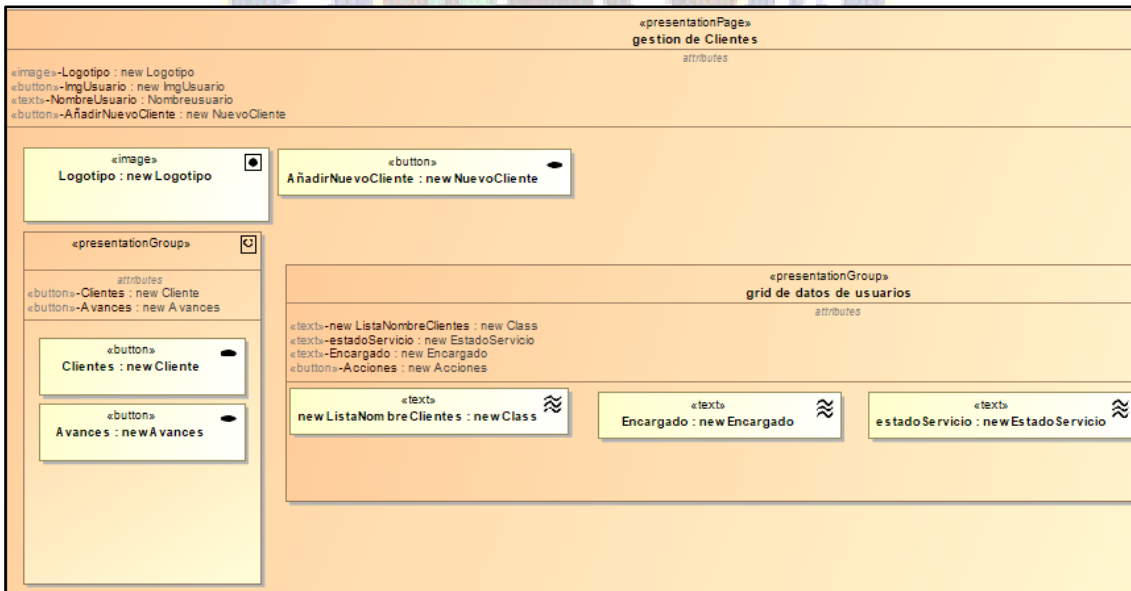 «presentationPage»
gestion de Clientes
attributes
«image»-Logotipo : new Logotipo
«button»-ImgUsuario : new ImgUsuario
«text»-NombreUsuario : Nombreusuario
«button»-AñadirNuevoCliente : new NuevoCliente
«image»
Logotipo : new Logotipo
«button»
AñadirNuevoCliente : new NuevoCliente
«presentationGroup»
attributes
«button»-Clientes : new Cliente
«button»-Avances : new Avances
«button»
Clientes : new Cliente
«button»
Avances : new Avances
«presentationGroup»
grid de datos de usuarios
attributes
«text»-new ListaNombreClientes : new Class
«text»-estadoServicio : new EstadoServicio
«text»-Encargado : new Encargado
«button»-Acciones : new Acciones
«text»
new ListaNombreClientes : new Class
«text»
Encargado : new Encargado
«text»
estadoServicio : new EstadoServicio